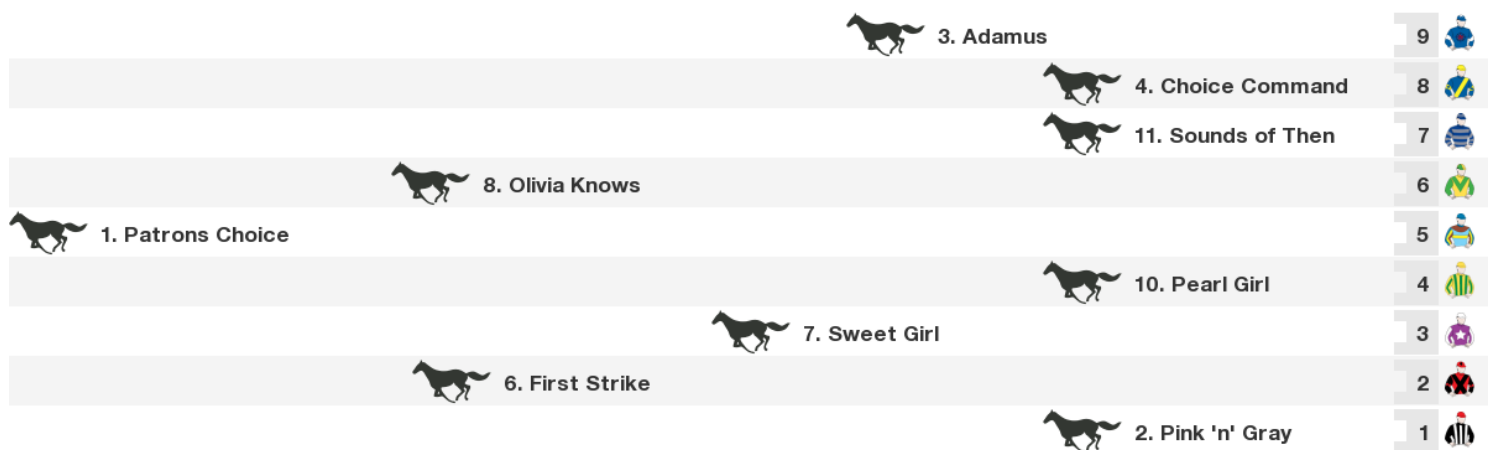 3. Adamus 9
4. Choice Command 8
11. Sounds of Then 7
8. Olivia Knows 6
1. Patrons Choice 5
10. Pearl Girl 4
7. Sweet Girl 3
6. First Strike 2
2. Pink 'n' Gray 1